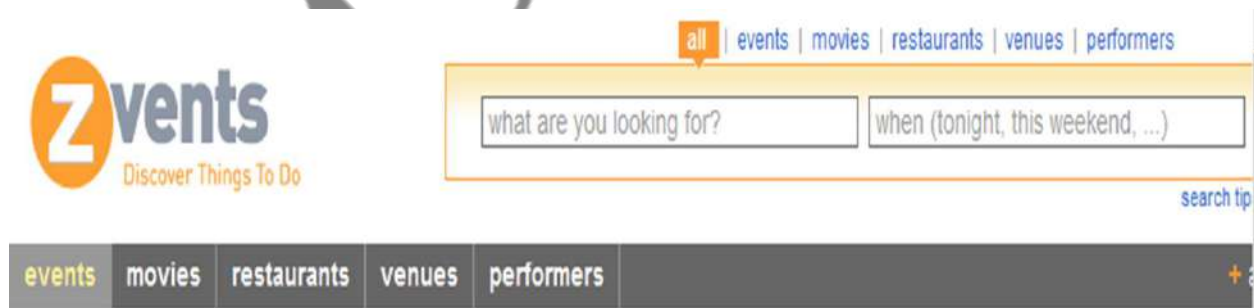 all | events | movies | restaurants | venues | performers
zvents
Discover Things To Do
what are you looking for? when (tonight, this weekend, ...)
search tip
events movies restaurants venues performers +